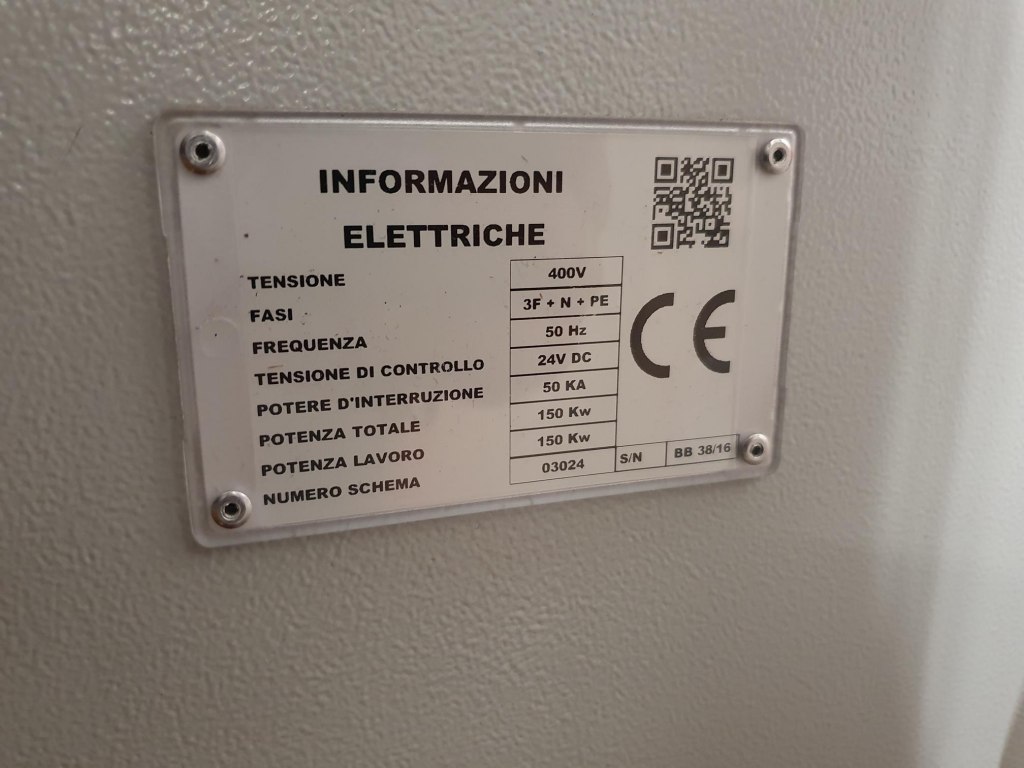 INFORMAZIONI
ELETTRICHE
TENSIONE 400V
FASI 3F + N + PE
FREQUENZA 50 Hz
TENSIONE DI CONTROLLO 24V DC
POTERE D'INTERRUZIONE 50 KA
POTENZA TOTALE 150 Kw
POTENZA LAVORO 150 Kw
NUMERO SCHEMA 03024
S/N BB 38/16
CE